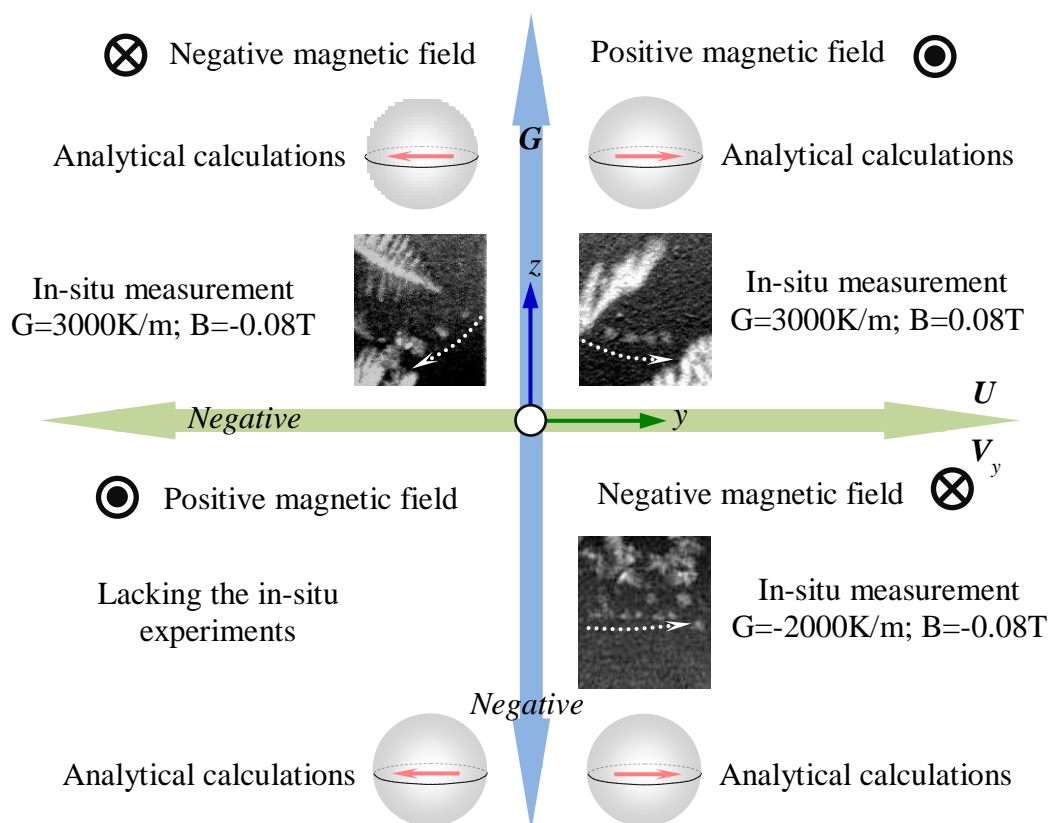 Negative magnetic field
Positive magnetic field
G
Analytical calculations
Analytical calculations
In-situ measurement
G=3000K/m; B=-0.08T
z
In-situ measurement
G=3000K/m; B=0.08T
Negative
y
U
V_y
Positive magnetic field
Negative magnetic field
Lacking the in-situ
experiments
In-situ measurement
G=-2000K/m; B=-0.08T
Negative
Analytical calculations
Analytical calculations